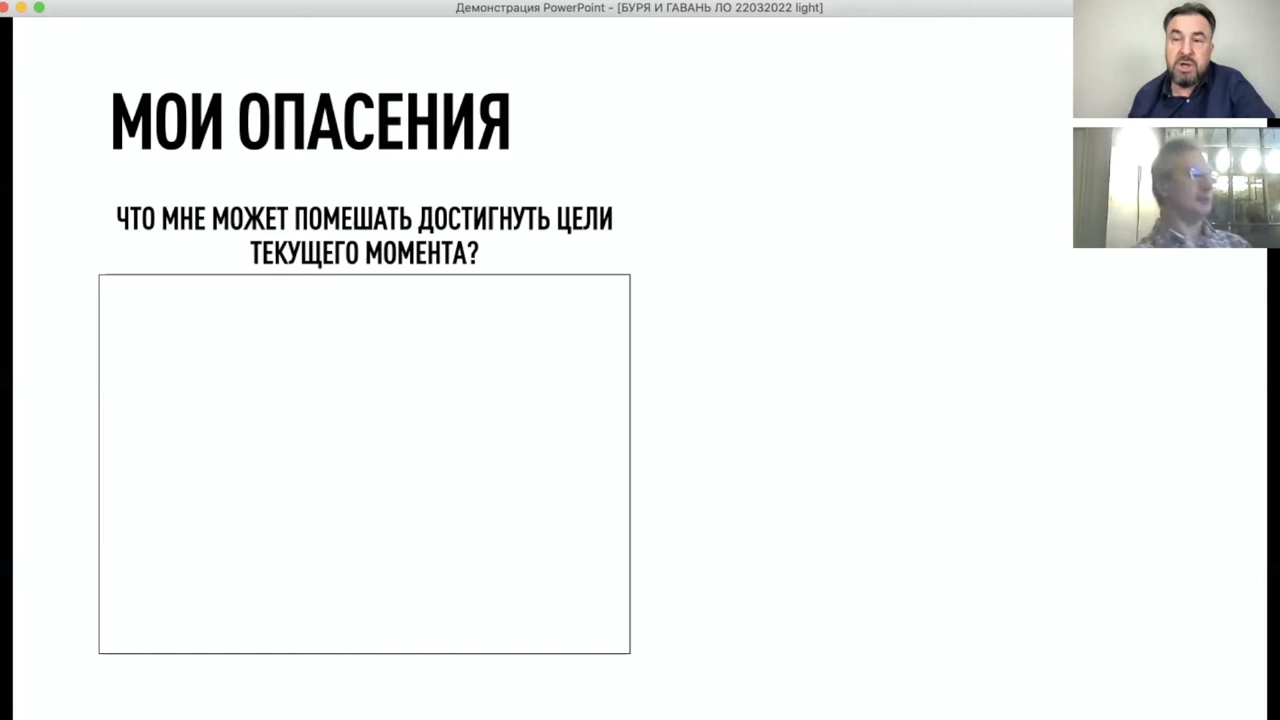 Демонстрация PowerPoint - [БУРЯ И ГАВАНЬ ЛО 22032022 light]
МОИ ОПАСЕНИЯ
ЧТО МНЕ МОЖЕТ ПОМЕШАТЬ ДОСТИГНУТЬ ЦЕЛИ
ТЕКУЩЕГО МОМЕНТА?